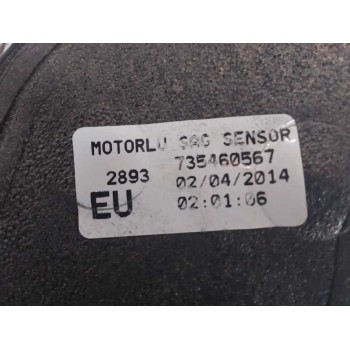 MOTORLU SAG SENSOR
735460567
2893 02/04/2014
EU 02:01:06